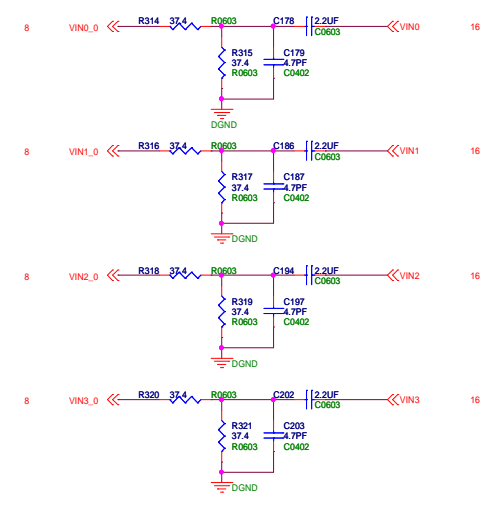 R314 37.4 R0603 C178 2.2UF
8 VIN0_0 VIN0 16
C0603
R315 C179
37.4 4.7PF
R0603 C0402
DGND
R316 37.4 R0603 C186 2.2UF
8 VIN1_0 VIN1 16
C0603
R317 C187
37.4 4.7PF
R0603 C0402
DGND
R318 37.4 R0603 C194 2.2UF
8 VIN2_0 VIN2 16
C0603
R319 C197
37.4 4.7PF
R0603 C0402
DGND
R320 37.4 R0603 C202 2.2UF
8 VIN3_0 VIN3 16
C0603
R321 C203
37.4 4.7PF
R0603 C0402
DGND